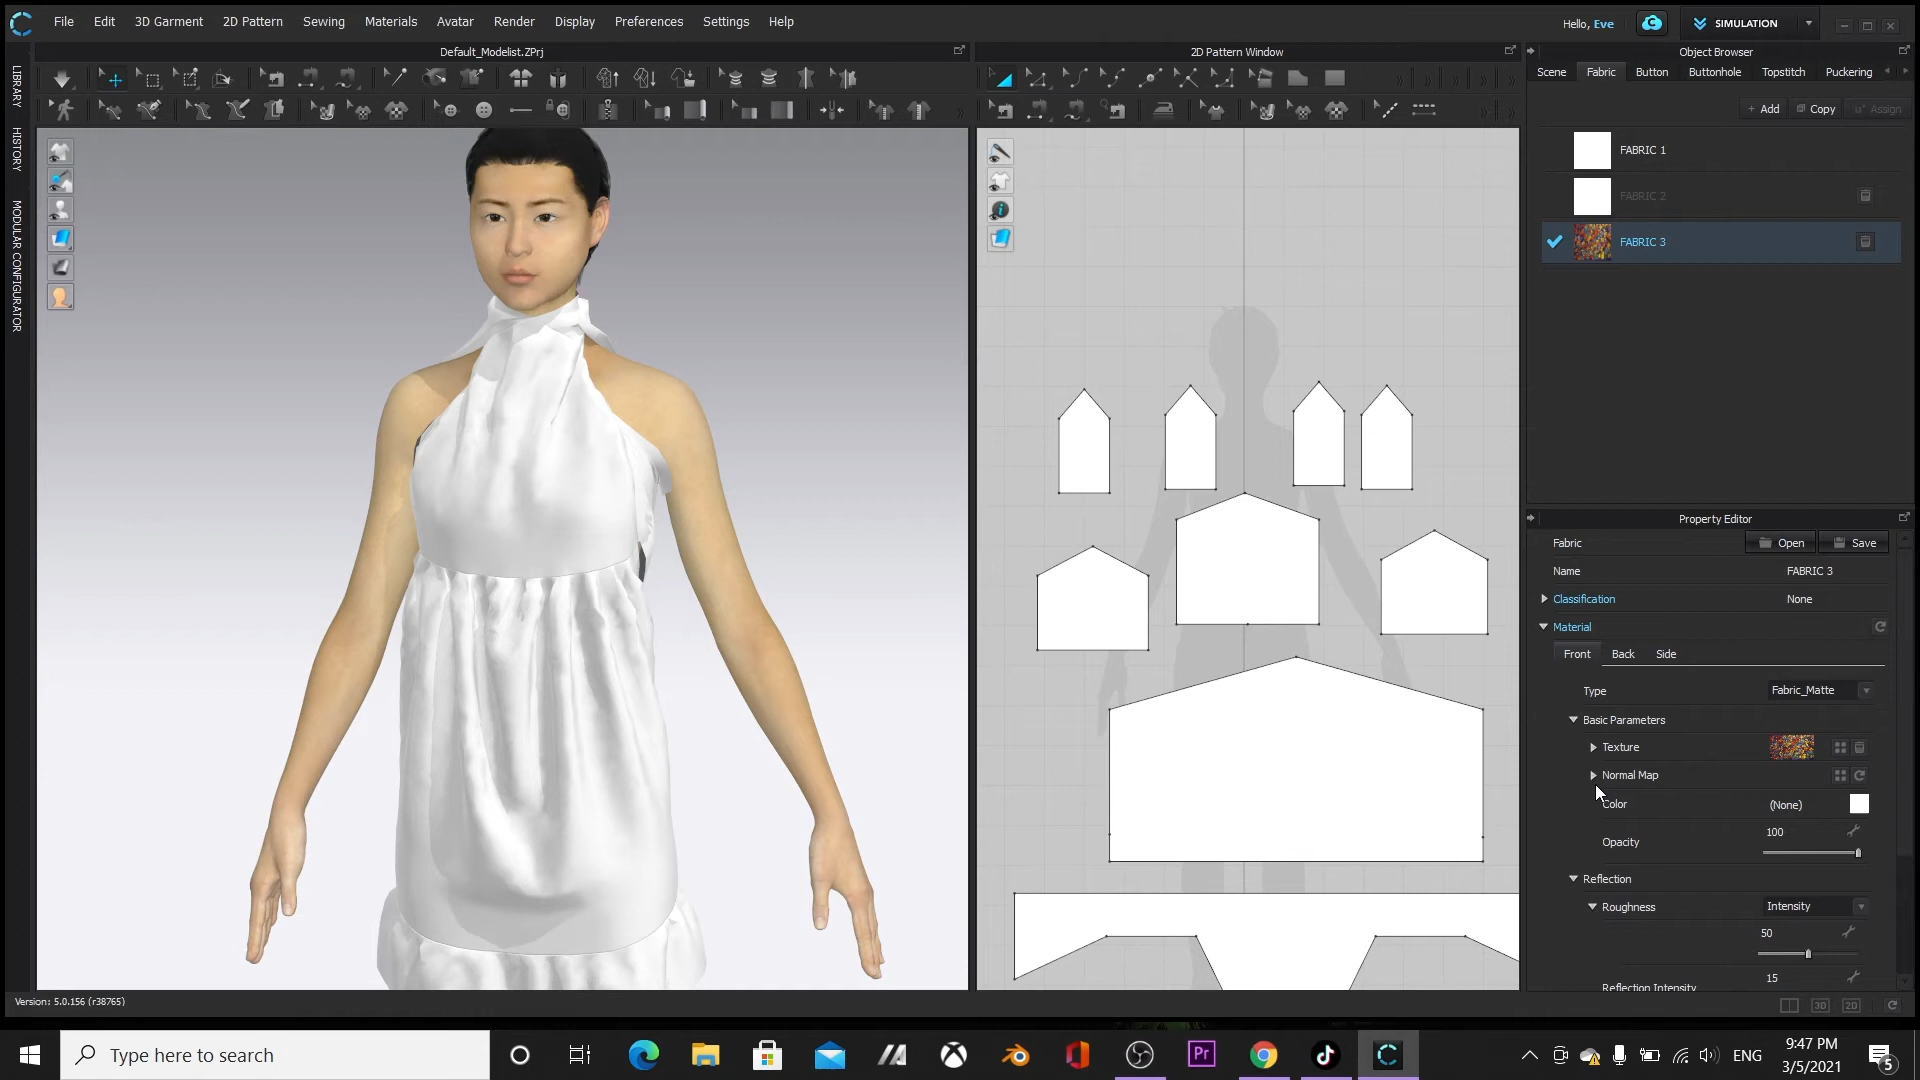 File Edit 3D Garment 2D Pattern Sewing Materials Avatar Render Display Preferences Settings Help
Hello, Eve
SIMULATION
Default_Modelist.ZPrj
2D Pattern Window
Object Browser
Scene Fabric Button Buttonhole Topstitch Puckering
+ Add Copy Assign
LIBRARY
HISTORY
MODULAR CONFIGURATOR
FABRIC 1
FABRIC 2
FABRIC 3
Property Editor
Fabric Open Save
Name FABRIC 3
Classification None
Material
Front Back Side
Type Fabric_Matte
Basic Parameters
Texture
Normal Map
Color (None)
Opacity 100
Reflection
Roughness Intensity
50
Reflection Intensity 15
Version: 5.0.156 (r38765)
3D 2D
Type here to search
Pr
ENG
9:47 PM
3/5/2021
5